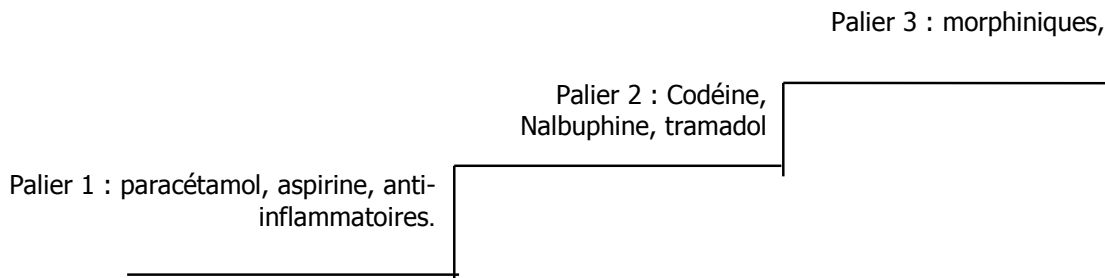 Palier 3 : morphiniques,
Palier 2 : Codéine,
Nalbuphine, tramadol
Palier 1 : paracétamol, aspirine, anti-
inflammatoires.